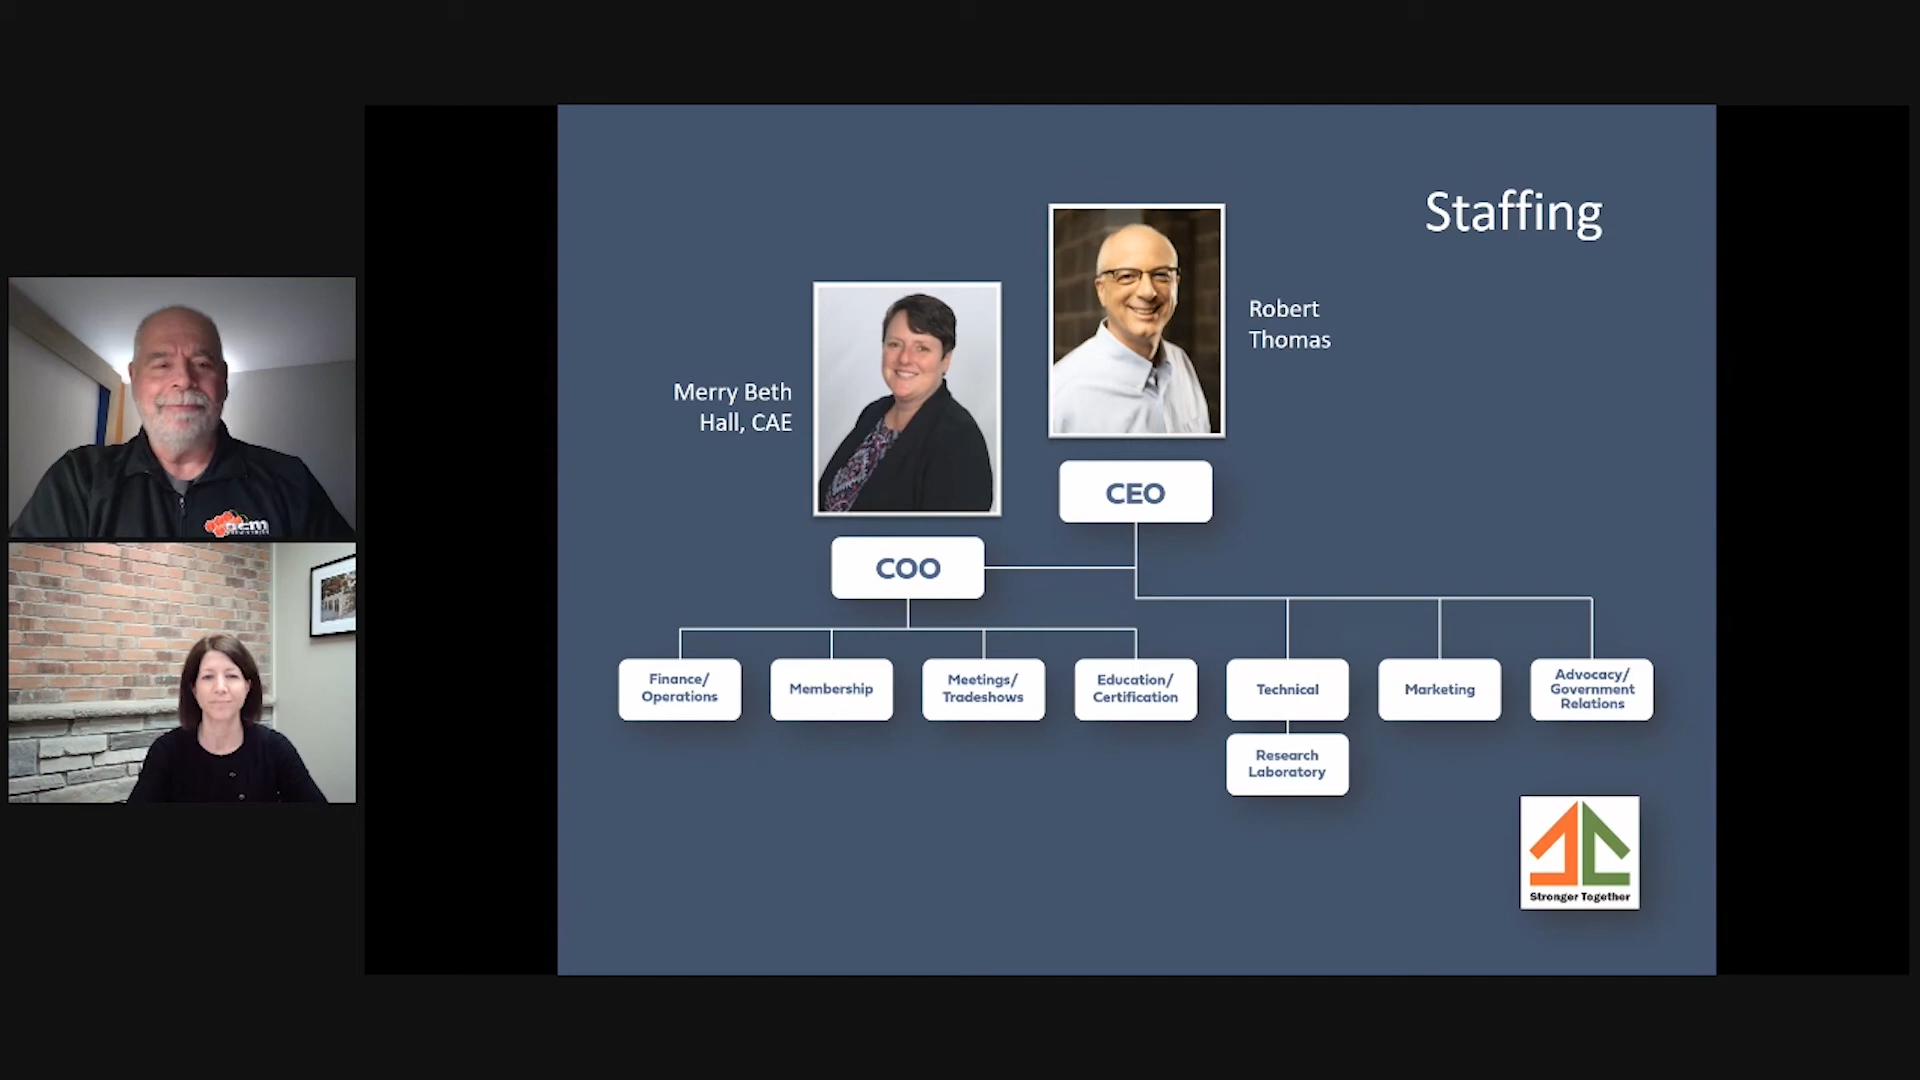 Staffing
Robert
Thomas
Merry Beth
Hall, CAE
CEO
COO
Finance/
Operations
Membership
Meetings/
Tradeshows
Education/
Certification
Technical
Marketing
Advocacy/
Government
Relations
Research
Laboratory
Stronger Together